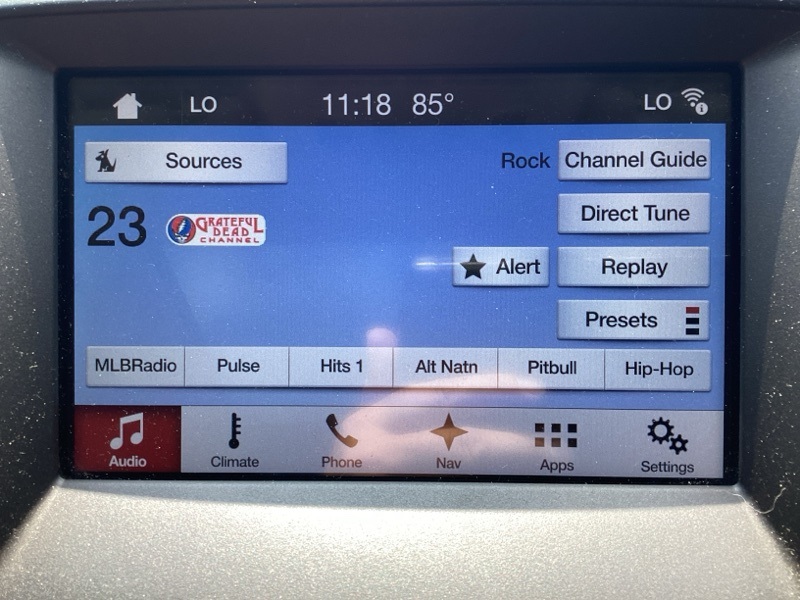 LO 11:18 85° LO
Sources
Rock Channel Guide
23 GRATEFUL
DEAD
CHANNEL
Direct Tune
Alert Replay
Presets
MLBRadio Pulse Hits 1 Alt Natn Pitbull Hip-Hop
Audio Climate Phone Nav Apps Settings